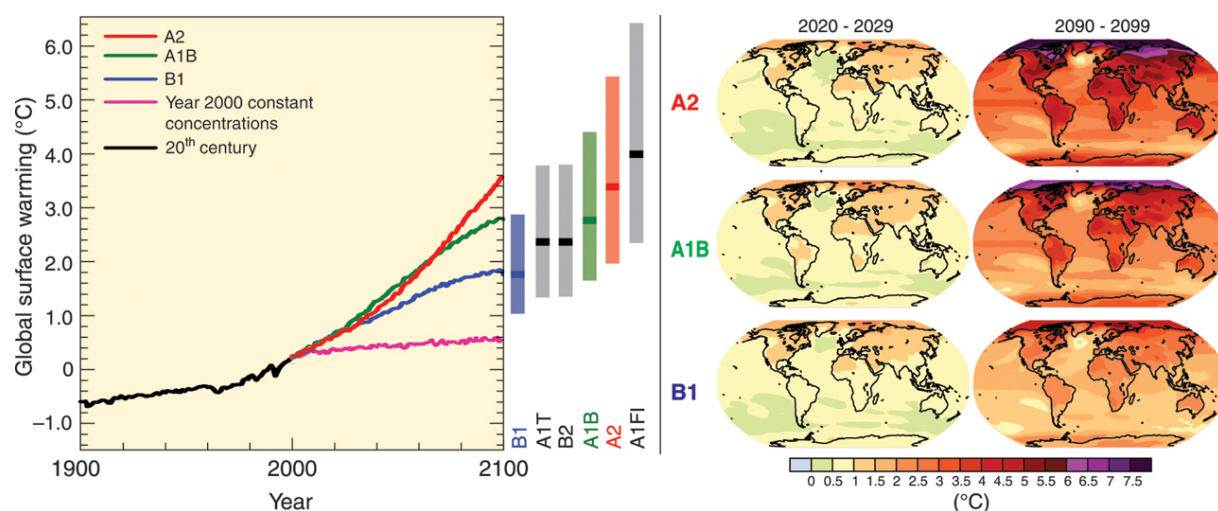 6.0
5.0
4.0
3.0
2.0
1.0
0
–1.0
Global surface warming (°C)
A2
A1B
B1
Year 2000 constant
concentrations
20th century
1900
2000
2100
Year
B1
A1T
B2
A1B
A2
A1FI
2020 - 2029
2090 - 2099
A2
A1B
B1
0 0.5 1 1.5 2 2.5 3 3.5 4 4.5 5 5.5 6 6.5 7 7.5
(°C)